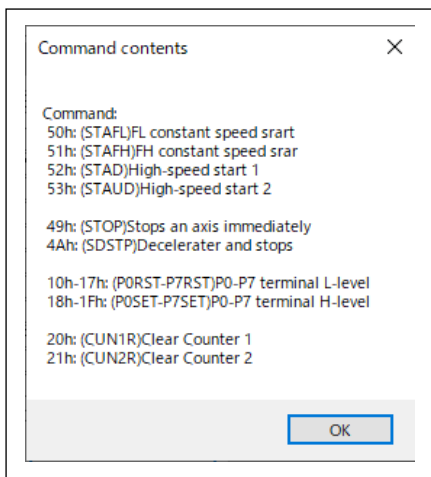 Command contents
Command:
50h: (STAFL)FL constant speed srart
51h: (STAFH)FH constant speed srar
52h: (STAD)High-speed start 1
53h: (STAUD)High-speed start 2
49h: (STOP)Stops an axis immediately
4Ah: (SDSTP)Decelerater and stops
10h-17h: (P0RST-P7RST)P0-P7 terminal L-level
18h-1Fh: (P0SET-P7SET)P0-P7 terminal H-level
20h: (CUN1R)Clear Counter 1
21h: (CUN2R)Clear Counter 2
OK